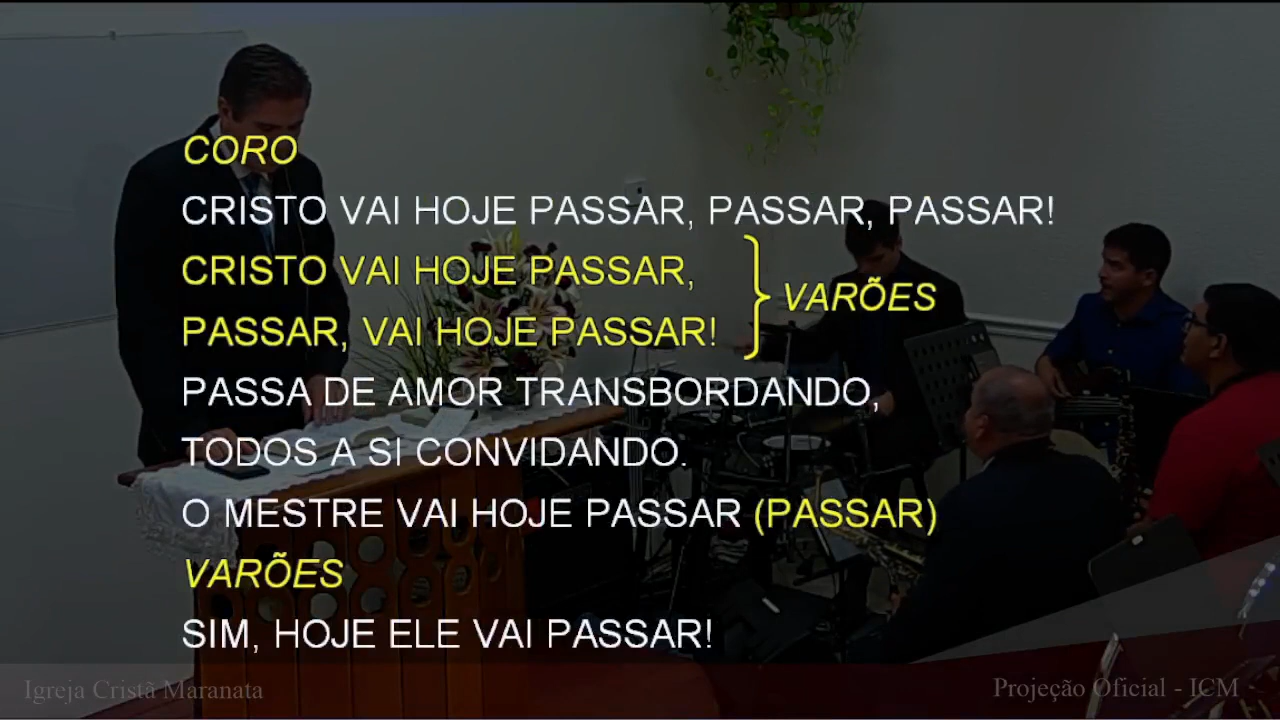 CORO
CRISTO VAI HOJE PASSAR, PASSAR, PASSAR!
CRISTO VAI HOJE PASSAR,
PASSAR, VAI HOJE PASSAR!
VARÕES
PASSA DE AMOR TRANSBORDANDO,
TODOS A SI CONVIDANDO.
O MESTRE VAI HOJE PASSAR (PASSAR)
VARÕES
SIM, HOJE ELE VAI PASSAR!
Igreja Cristã Maranata
Projeção Oficial - ICM